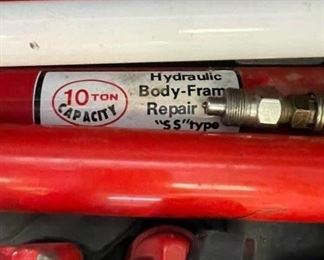 10 TON
CAPACITY
Hydraulic
Body-Fram
Repair
"SS" type